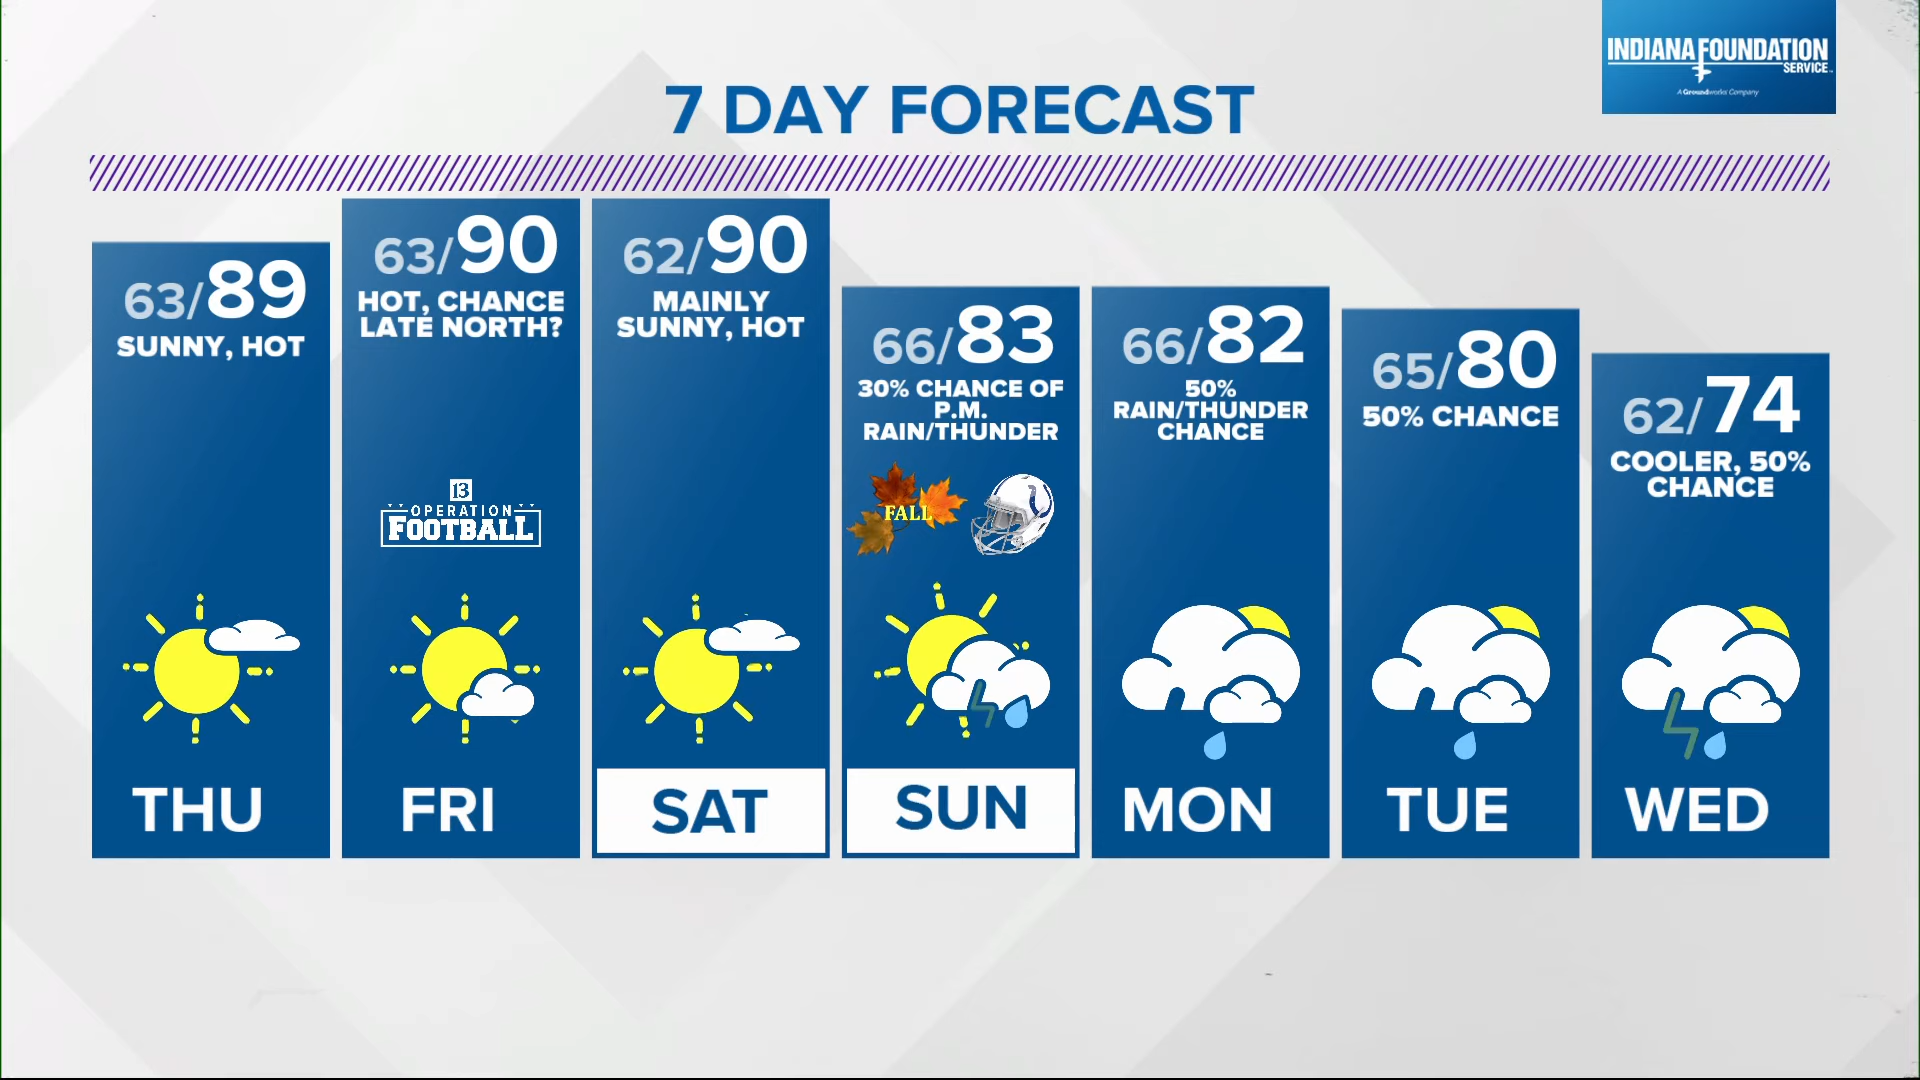 INDIANA FOUNDATION
SERVICE
A Groundworks Company
7 DAY FORECAST
63/89
SUNNY, HOT
THU
63/90
HOT, CHANCE
LATE NORTH?
13
OPERATION
FOOTBALL
FRI
62/90
MAINLY
SUNNY, HOT
SAT
66/83
30% CHANCE OF
P.M.
RAIN/THUNDER
FALL
SUN
66/82
50%
RAIN/THUNDER
CHANCE
MON
65/80
50% CHANCE
TUE
62/74
COOLER, 50%
CHANCE
WED